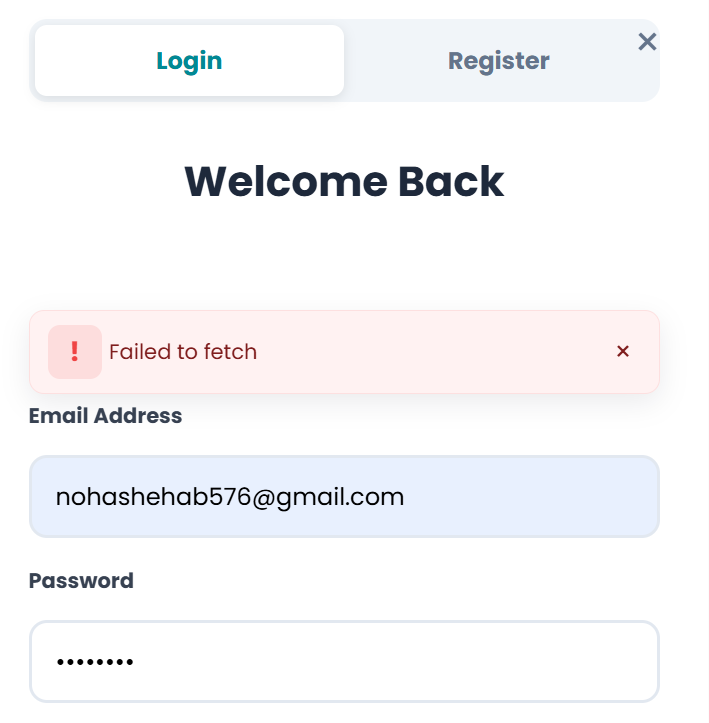 Login
Register
×
Welcome Back
! Failed to fetch ×
Email Address
nohashehab576@gmail.com
Password
••••••••